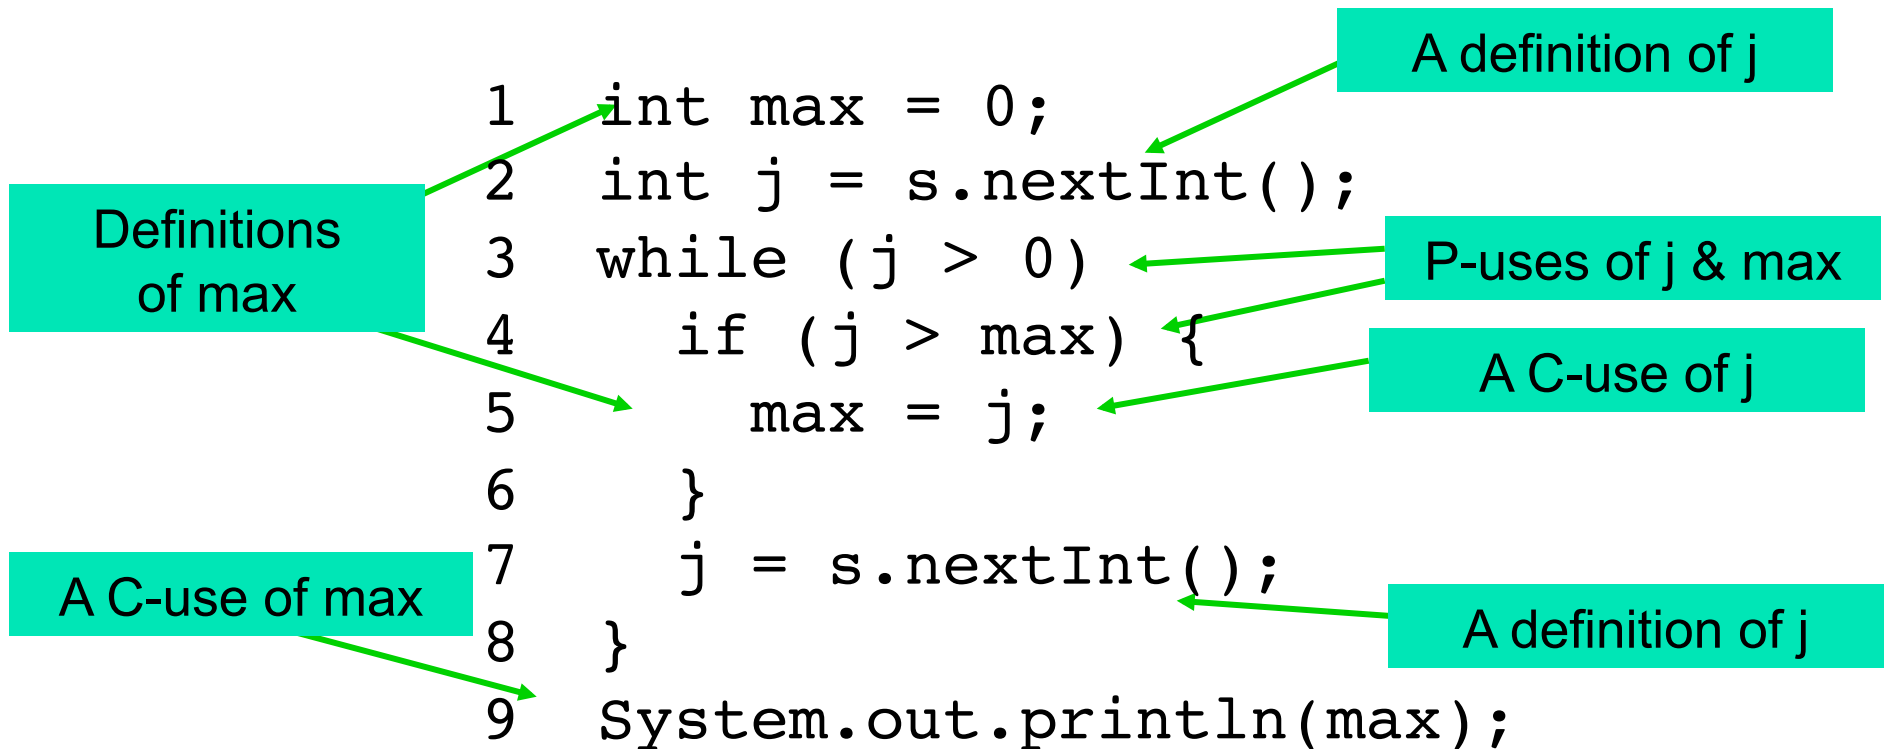 A definition of j
1 int max = 0;
2 int j = s.nextInt();
Definitions
of max
3 while (j > 0)
P-uses of j & max
4 if (j > max) {
A C-use of j
5 max = j;
6 }
7 j = s.nextInt();
A C-use of max
A definition of j
8 }
9 System.out.println(max);